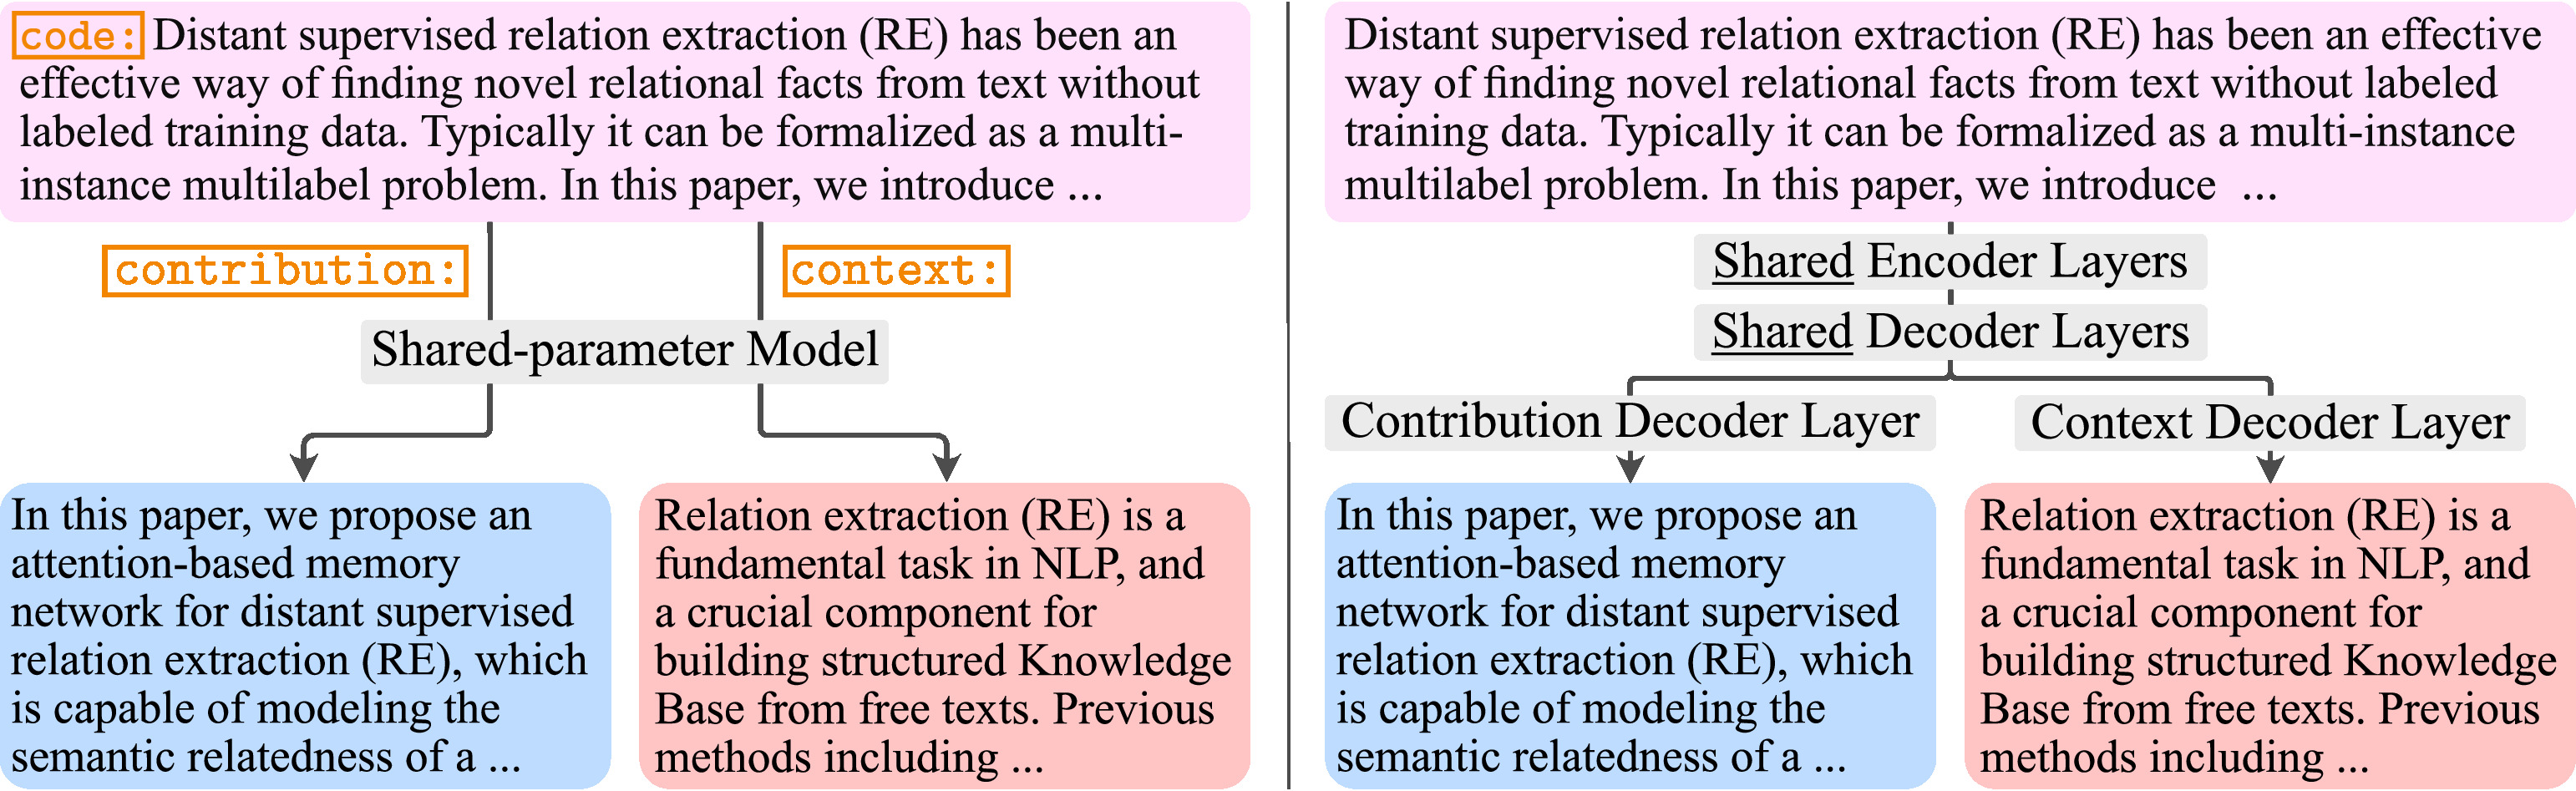 code: Distant supervised relation extraction (RE) has been an
effective way of finding novel relational facts from text without
labeled training data. Typically it can be formalized as a multi-
instance multilabel problem. In this paper, we introduce ...
contribution:
context:
Shared-parameter Model
In this paper, we propose an
attention-based memory
network for distant supervised
relation extraction (RE), which
is capable of modeling the
semantic relatedness of a ...
Relation extraction (RE) is a
fundamental task in NLP, and
a crucial component for
building structured Knowledge
Base from free texts. Previous
methods including ...
Distant supervised relation extraction (RE) has been an effective
way of finding novel relational facts from text without labeled
training data. Typically it can be formalized as a multi-instance
multilabel problem. In this paper, we introduce ...
Shared Encoder Layers
Shared Decoder Layers
Contribution Decoder Layer
Context Decoder Layer
In this paper, we propose an
attention-based memory
network for distant supervised
relation extraction (RE), which
is capable of modeling the
semantic relatedness of a ...
Relation extraction (RE) is a
fundamental task in NLP, and
a crucial component for
building structured Knowledge
Base from free texts. Previous
methods including ...